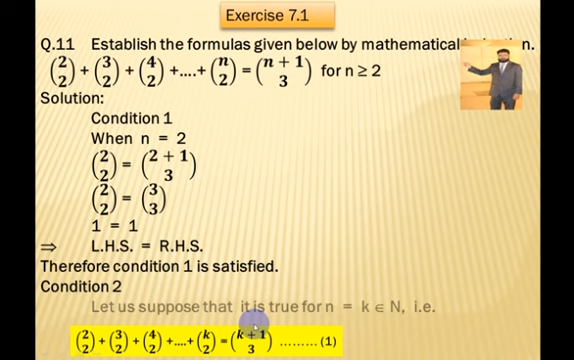 Exercise 7.1
Q.11 Establish the formulas given below by mathematical n.
(2 2) + (3 2) + (4 2) +....+ (n 2) = (n + 1 3) for n ≥ 2
Solution:
Condition 1
When n = 2
(2 2) = (2 + 1 3)
(2 2) = (3 3)
1 = 1
⇒ L.H.S. = R.H.S.
Therefore condition 1 is satisfied.
Condition 2
Let us suppose that it is true for n = k ∈ N, i.e.
(2 2) + (3 2) + (4 2) +....+ (k 2) = (k + 1 3) ......... (1)